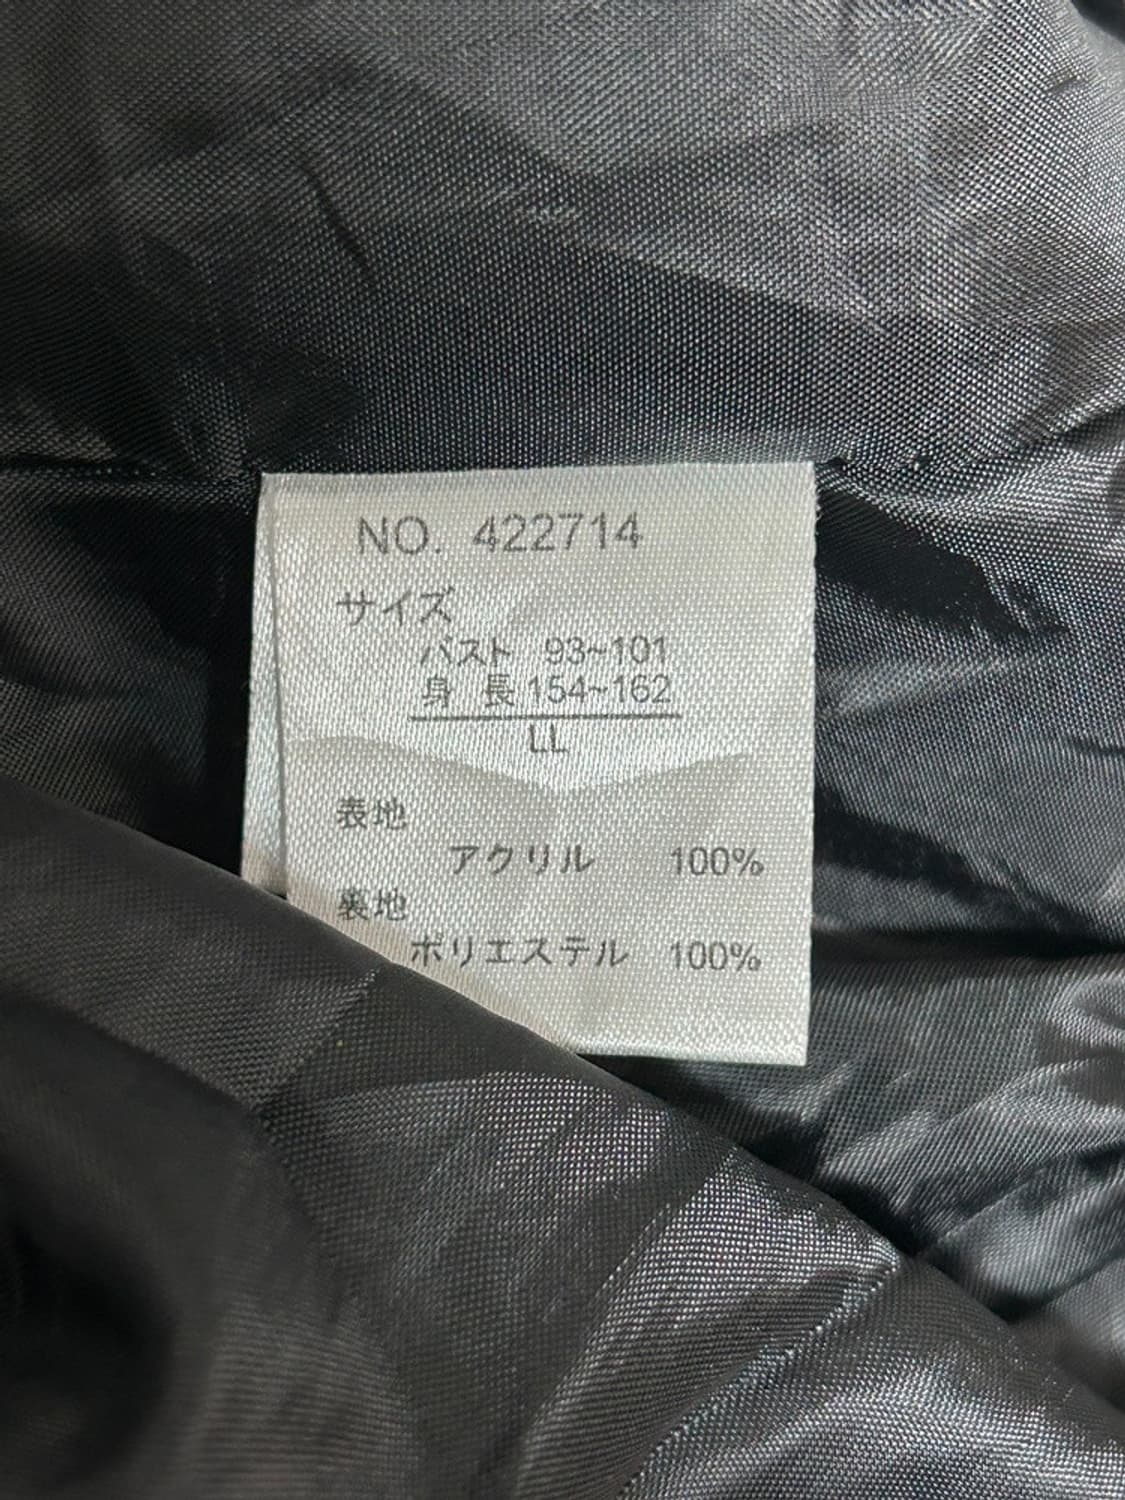 NO. 422714
サイズ
バスト 93~101
身 長 154~162
LL
表地
アクリル 100%
裏地
ポリエステル 100%